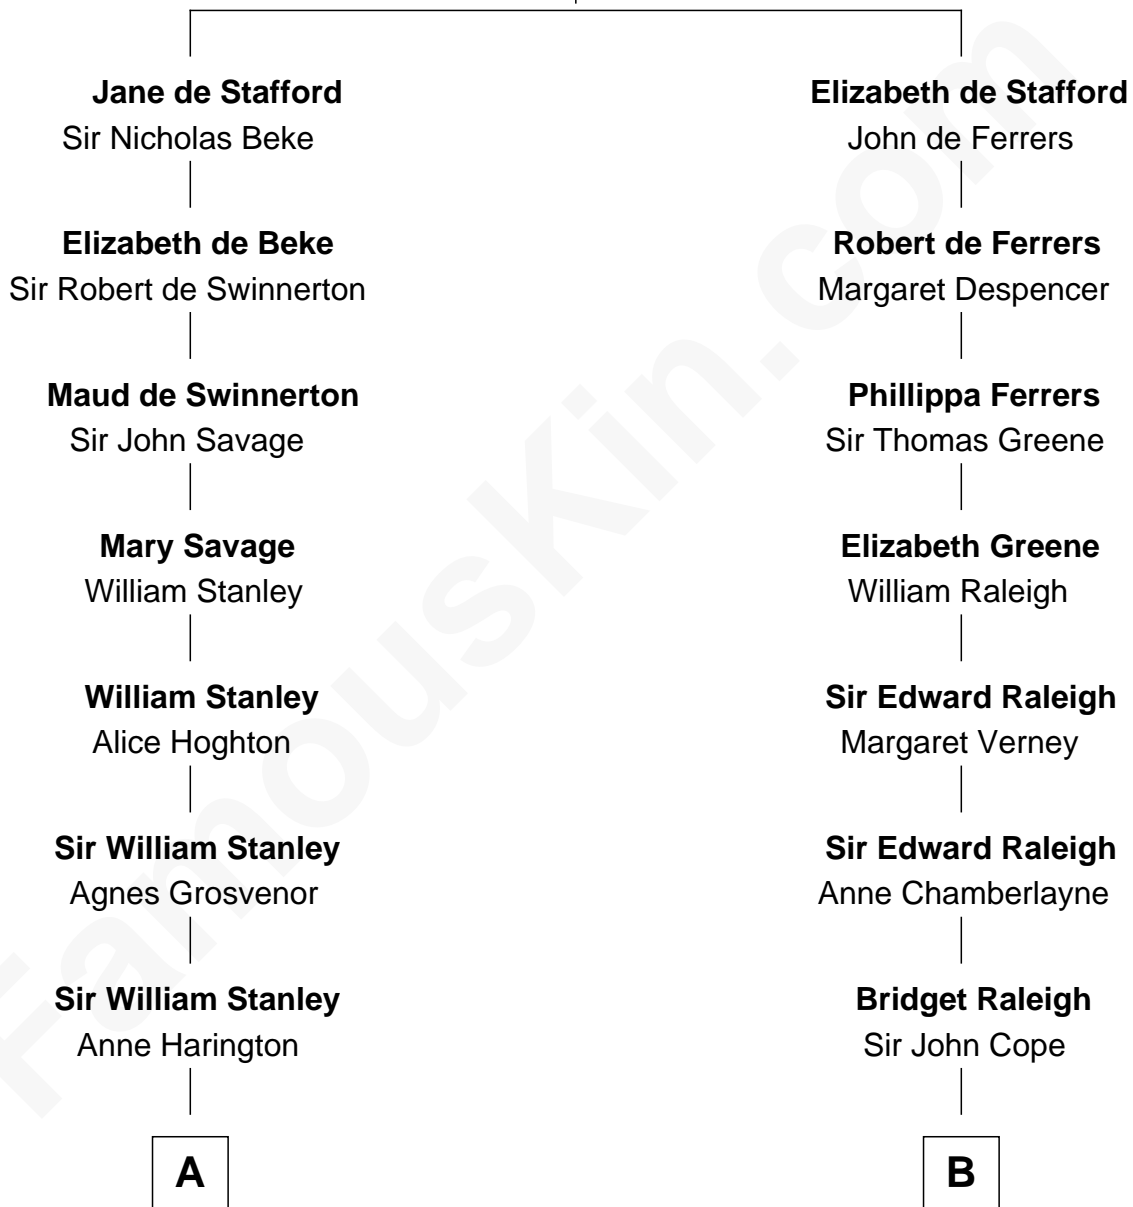 Jane de Stafford
Sir Nicholas Beke
Elizabeth de Beke
Sir Robert de Swinnerton
Maud de Swinnerton
Sir John Savage
Mary Savage
William Stanley
William Stanley
Alice Hoghton
Sir William Stanley
Agnes Grosvenor
Sir William Stanley
Anne Harington
A
Elizabeth de Stafford
John de Ferrers
Robert de Ferrers
Margaret Despencer
Phillippa Ferrers
Sir Thomas Greene
Elizabeth Greene
William Raleigh
Sir Edward Raleigh
Margaret Verney
Sir Edward Raleigh
Anne Chamberlayne
Bridget Raleigh
Sir John Cope
B
FamousKin.com